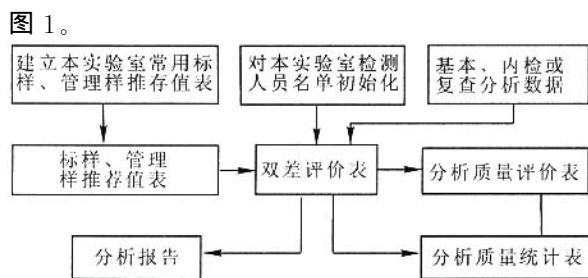 图 1。
建立本实验室常用标
样、管理样推存值表
对本实验室检测
人员名单初始化
基本、内检或
复查分析数据
标样、管理
样推荐值表
双差评价表
分析质量评价表
分析报告
分析质量统计表